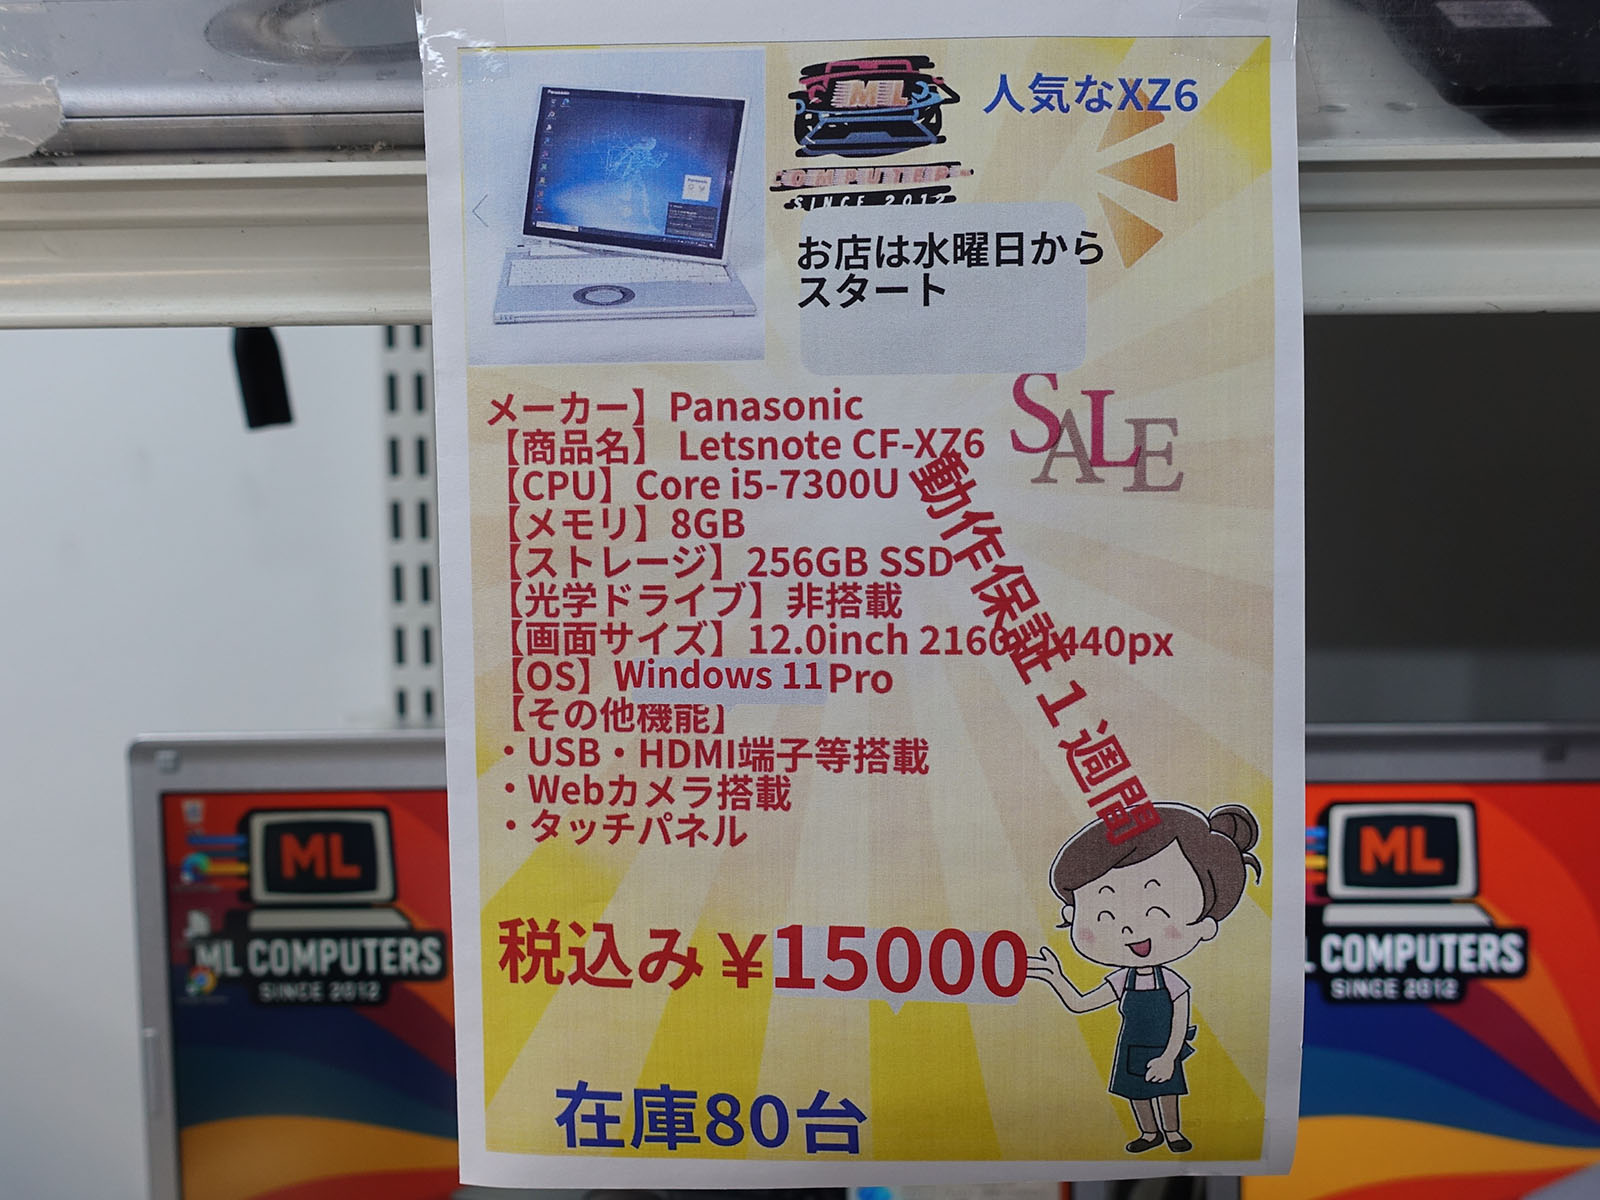 Panasonic
ML
COMPUTER
SINCE 2012
人気なXZ6
お店は水曜日から
スタート
SALE
メーカー】Panasonic
【商品名】 Letsnote CF-XZ6
【CPU】Core i5-7300U
【メモリ】8GB
【ストレージ】256GB SSD
【光学ドライブ】非搭載
【画面サイズ】12.0inch 2160 440px
【OS】Windows 11 Pro
【その他機能】
・USB・HDMI端子等搭載
・Webカメラ搭載
・タッチパネル
動作保証1週間
税込み¥15000
在庫80台
ML
ML COMPUTERS
SINCE 2012
ML
L COMPUTERS
SINCE 2012